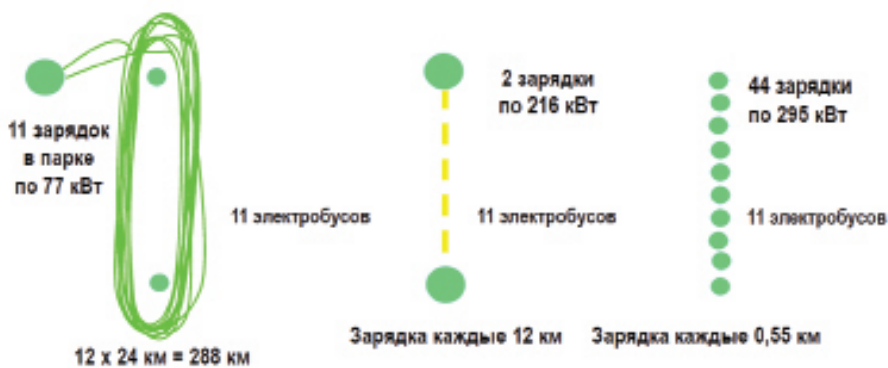 11 зарядок
в парке
по 77 кВт
11 электробусов
12 x 24 км = 288 км
2 зарядки
по 216 кВт
11 электробусов
Зарядка каждые 12 км
44 зарядки
по 295 кВт
11 электробусов
Зарядка каждые 0,55 км